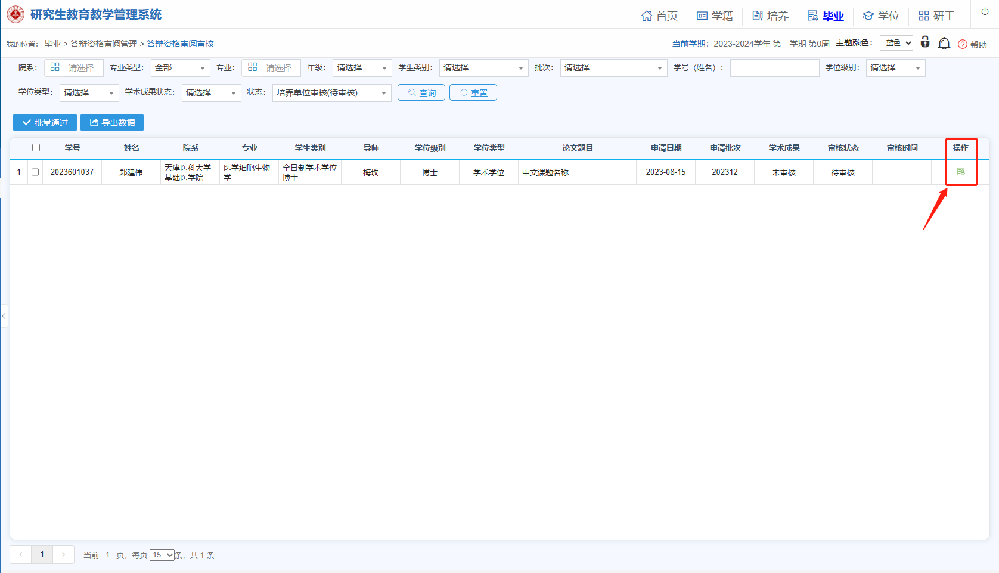 研究生教育教学管理系统
首页 学籍 培养 毕业 学位 研工
我的位置： 毕业 > 答辩资格审阅管理 > 答辩资格审阅审核
当前学期：2023-2024学年 第一学期 第0周 主题颜色： 蓝色 帮助
院系： 请选择 专业类型： 全部 专业： 请选择 年级： 请选择...... 学生类别： 请选择...... 批次： 请选择...... 学号（姓名）： 学位级别： 请选择......
学位类型： 请选择...... 学术成果状态： 请选择...... 状态： 培养单位审核(待审核) 查询 重置
批量通过 导出数据
学号 姓名 院系 专业 学生类别 导师 学位级别 学位类型 论文题目 申请日期 申请批次 学术成果 审核状态 审核时间 操作
1 2023601037 郑建伟 天津医科大学基础医学院 医学细胞生物学 全日制学术学位博士 梅玫 博士 学术学位 中文课题名称 2023-08-15 202312 未审核 待审核
< 1 > 当前 1 页，每页 15 条，共 1 条